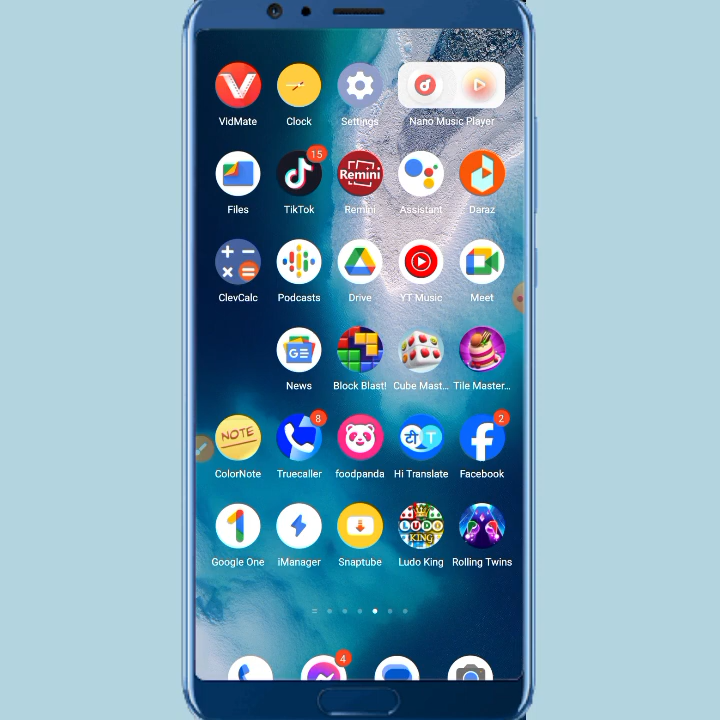 VidMate
Clock
Settings
Nano Music Player
15
Remini
Files
TikTok
Remini
Assistant
Daraz
ClevCalc
Podcasts
Drive
YT Music
Meet
GE
News
Block Blast!
Cube Mast...
Tile Master...
NOTE
8
टी T
2
ColorNote
Truecaller
foodpanda
Hi Translate
Facebook
LUDO
KING
Google One
iManager
Snaptube
Ludo King
Rolling Twins
4